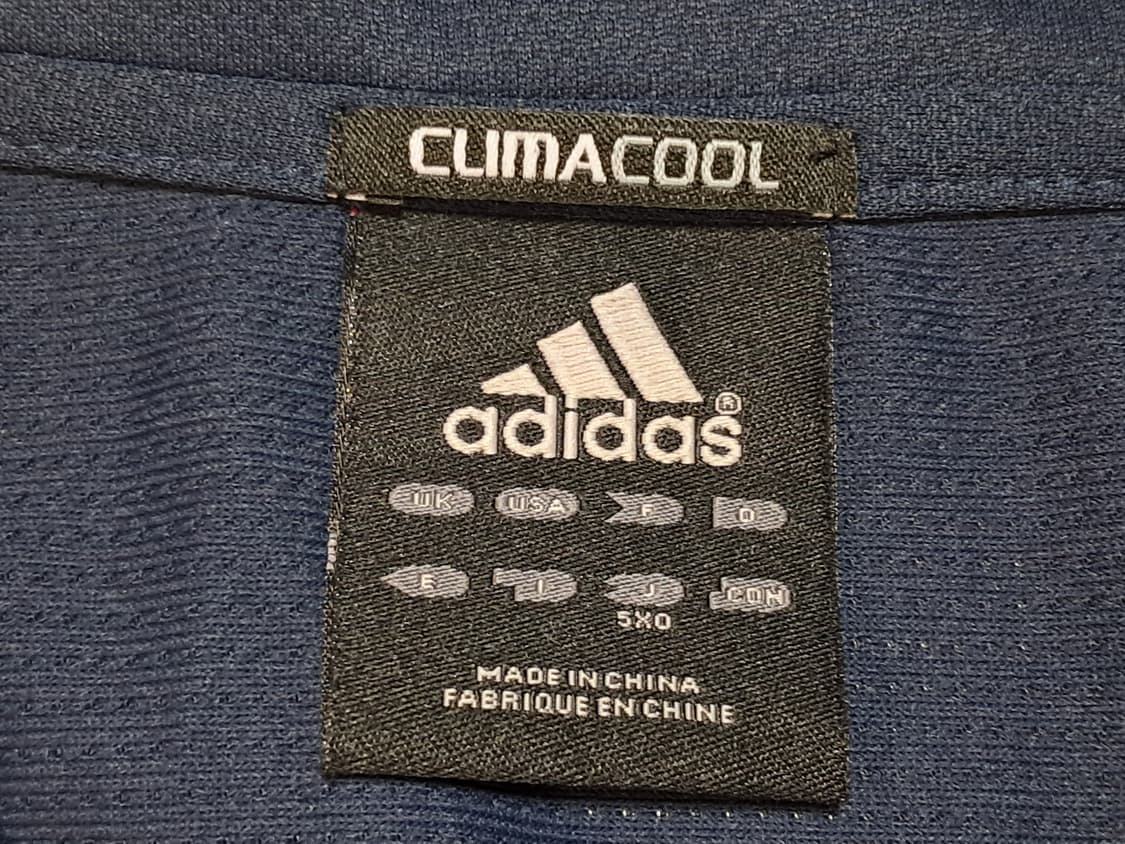 CLIMACOOL
adidas®
UK USA F D
E I J CDN
5XO
MADE IN CHINA
FABRIQUE EN CHINE